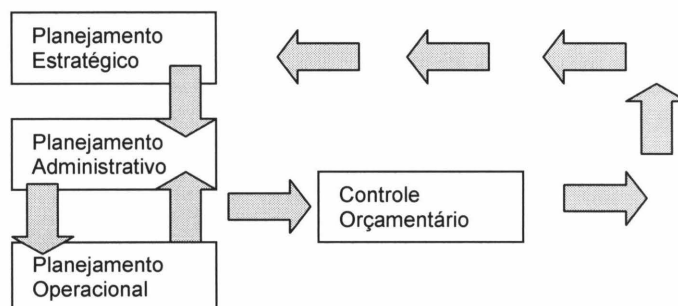 Planejamento
Estratégico
Planejamento
Administrativo
Controle
Orçamentário
Planejamento
Operacional